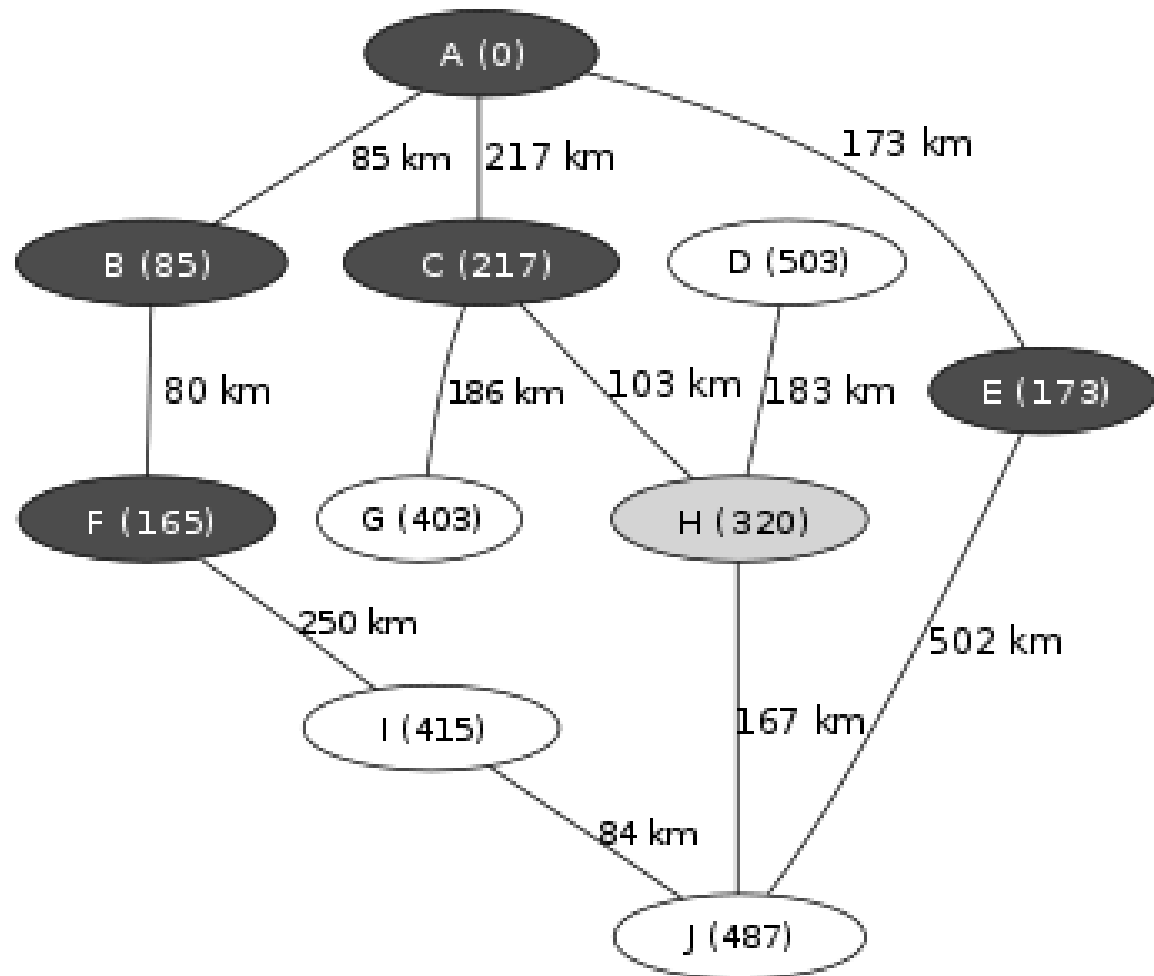 A (0)
173 km
85 km
217 km
B (85)
C (217)
D (503)
80 km
186 km
103 km
183 km
E (173)
F (165)
G (403)
H (320)
250 km
502 km
I (415)
167 km
84 km
J (487)